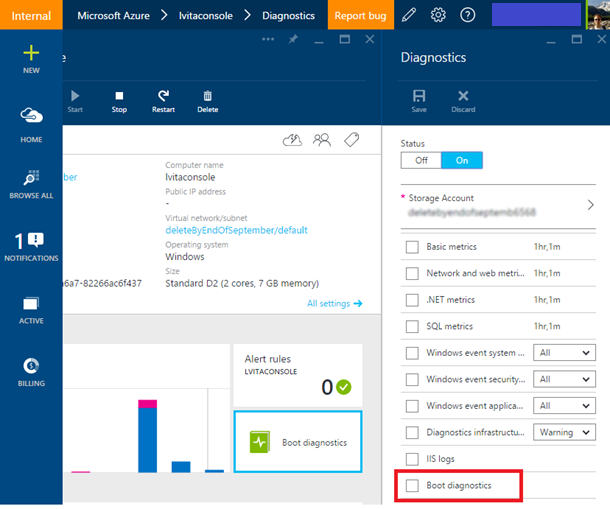 Internal
Microsoft Azure > lvitaconsole > Diagnostics
Report bug
NEW
HOME
BROWSE ALL
1
NOTIFICATIONS
ACTIVE
BILLING
e
Start
Stop
Restart
Delete
mber
6a7-82266ac6f437
Computer name
lvitaconsole
Public IP address
-
Virtual network/subnet
deleteByEndOfSeptember/default
Operating system
Windows
Size
Standard D2 (2 cores, 7 GB memory)
All settings →
Alert rules
LVITACONSOLE
0
Boot diagnostics
Diagnostics
Save
Discard
Status
Off On
* Storage Account
Basic metrics 1hr,1m
Network and web metri... 1hr,1m
.NET metrics 1hr,1m
SQL metrics 1hr,1m
Windows event system ... All
Windows event security... All
Windows event applica... All
Diagnostics infrastructu... Warning
IIS logs
Boot diagnostics